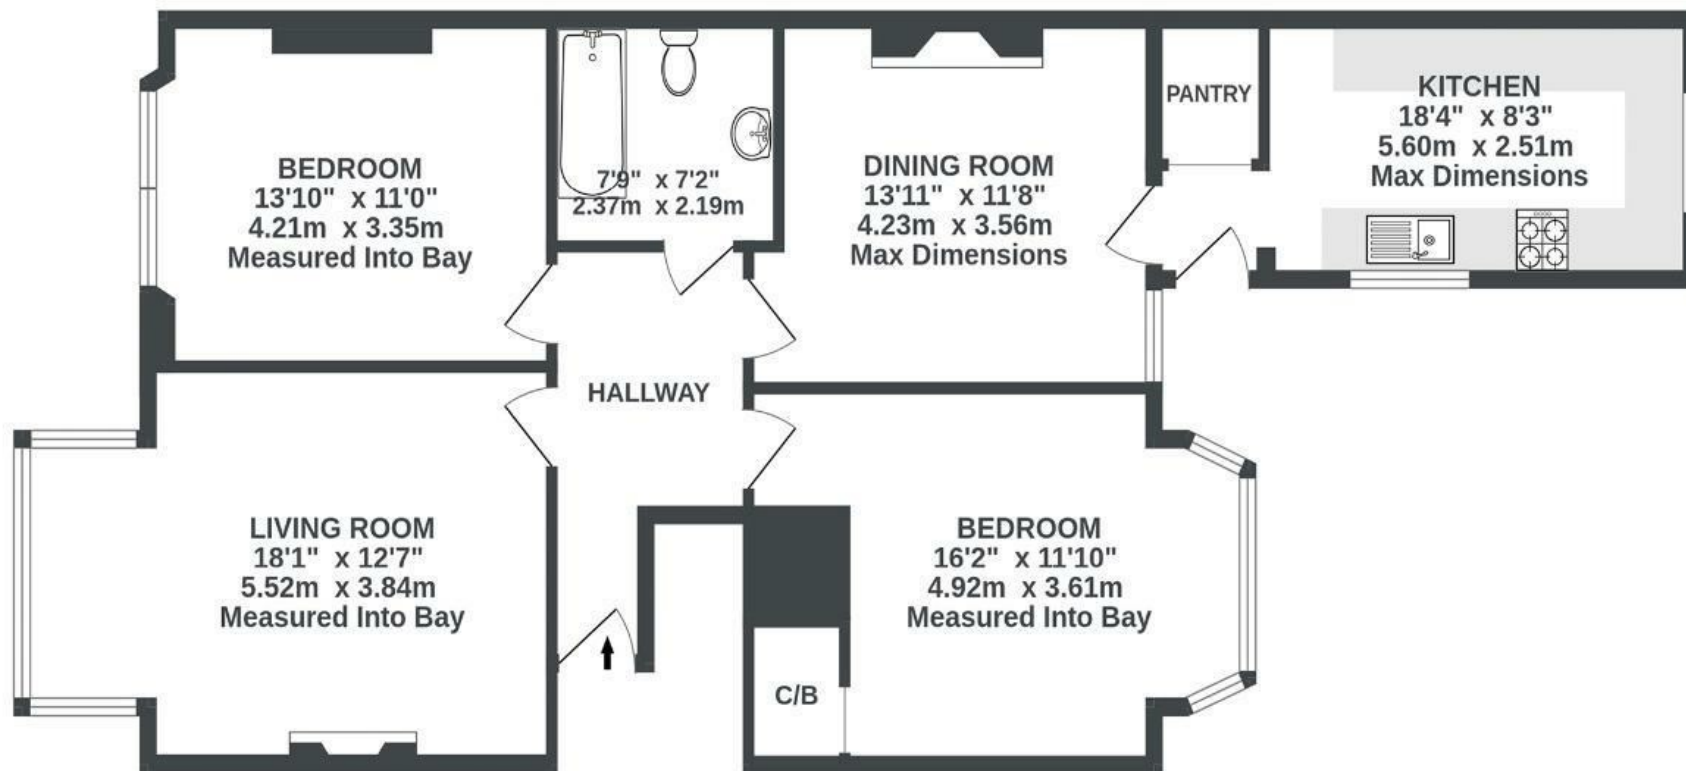 BEDROOM
13'10" x 11'0"
4.21m x 3.35m
Measured Into Bay
7'9" x 7'2"
2.37m x 2.19m
DINING ROOM
13'11" x 11'8"
4.23m x 3.56m
Max Dimensions
PANTRY
KITCHEN
18'4" x 8'3"
5.60m x 2.51m
Max Dimensions
HALLWAY
LIVING ROOM
18'1" x 12'7"
5.52m x 3.84m
Measured Into Bay
BEDROOM
16'2" x 11'10"
4.92m x 3.61m
Measured Into Bay
C/B